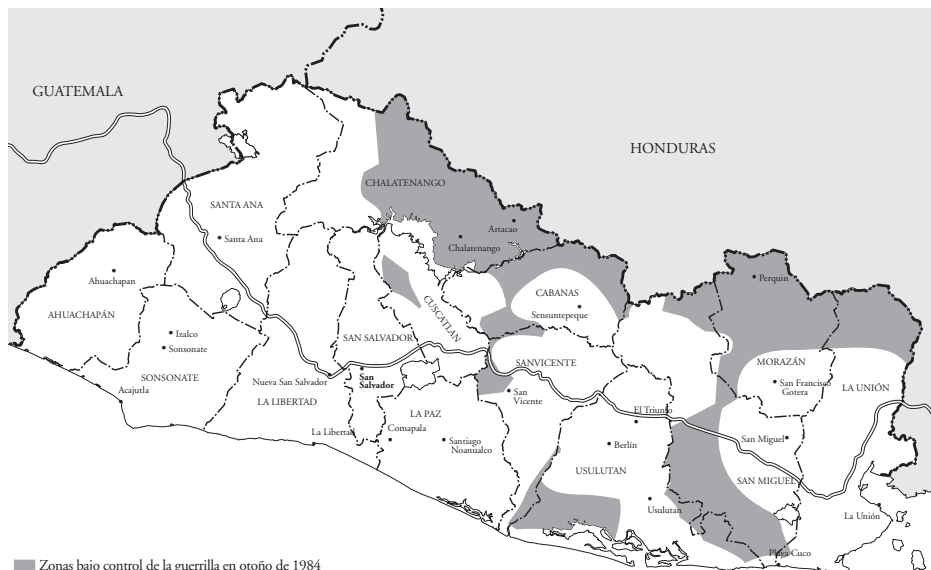 GUATEMALA
HONDURAS
CHALATENANGO
SANTA ANA
Artacao
Santa Ana
Chalatenango
Ahuachapan
Perquin
CABANAS
Sensuntepeque
CUSCATLAN
AHUACHAPÁN
Izalco
Sonsonate
SAN SALVADOR
SANVICENTE
MORAZÁN
SONSONATE
Nueva San Salvador
San
Salvador
San Francisco
Gotera
LA UNIÓN
Acajutla
LA LIBERTAD
San
Vicente
LA PAZ
El Triunfo
La Libertad
Comapala
Santiago
Noanualco
Berlín
San Miguel
USULUTAN
SAN MIGUEL
Usulutan
La Unión
Playa Cuco
Zonas bajo control de la guerrilla en otoño de 1984